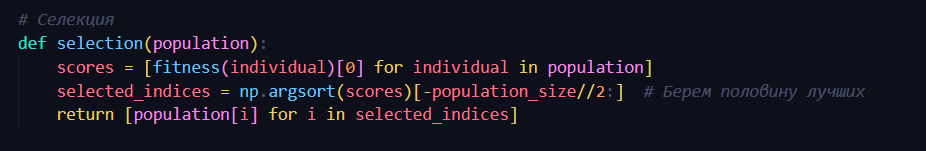 # Селекция
def selection(population):
    scores = [fitness(individual)[0] for individual in population]
    selected_indices = np.argsort(scores)[-population_size//2:]  # Берем половину лучших
    return [population[i] for i in selected_indices]